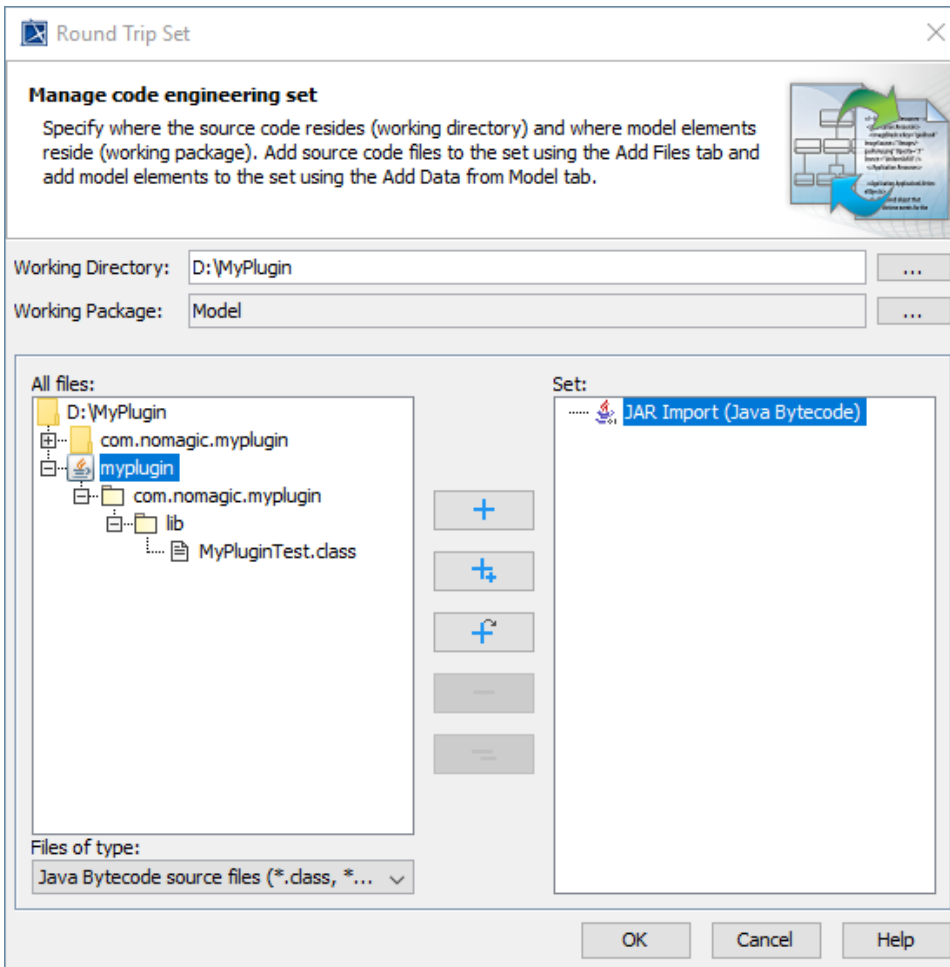 Round Trip Set
Manage code engineering set
Specify where the source code resides (working directory) and where model elements
reside (working package). Add source code files to the set using the Add Files tab and
add model elements to the set using the Add Data from Model tab.
Working Directory: D:\MyPlugin ...
Working Package: Model ...
All files: Set:
D:\MyPlugin JAR Import (Java Bytecode)
com.nomagic.myplugin
myplugin
com.nomagic.myplugin
lib
MyPluginTest.class
Files of type:
Java Bytecode source files (*.class, *...
OK Cancel Help